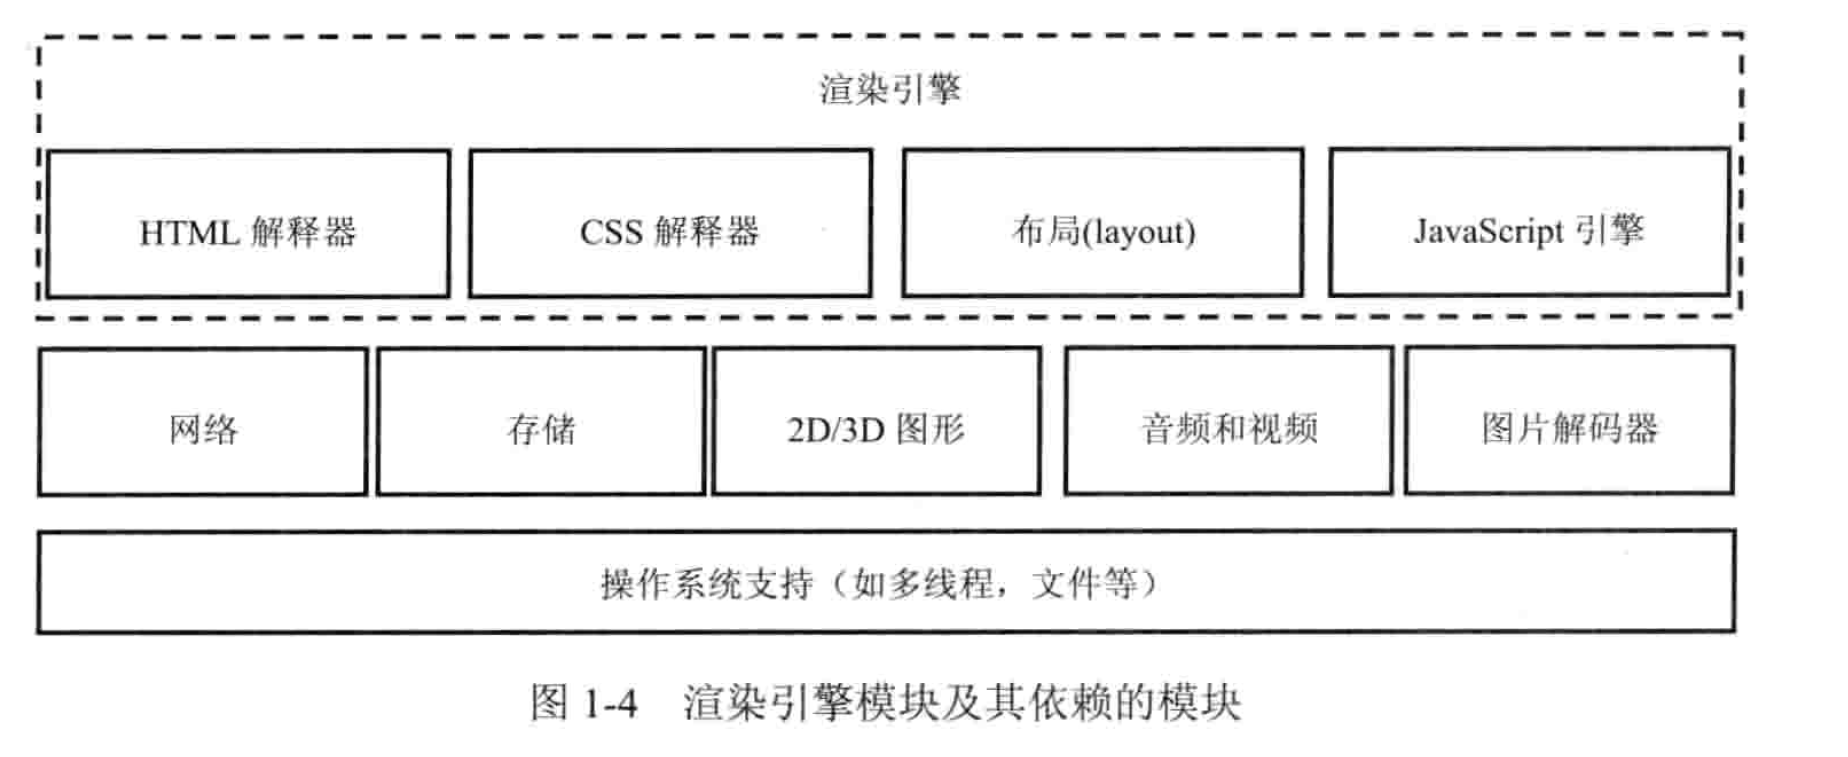 渲染引擎
HTML 解释器
CSS 解释器
布局(layout)
JavaScript 引擎
网络
存储
2D/3D 图形
音频和视频
图片解码器
操作系统支持（如多线程，文件等）
图 1-4 渲染引擎模块及其依赖的模块